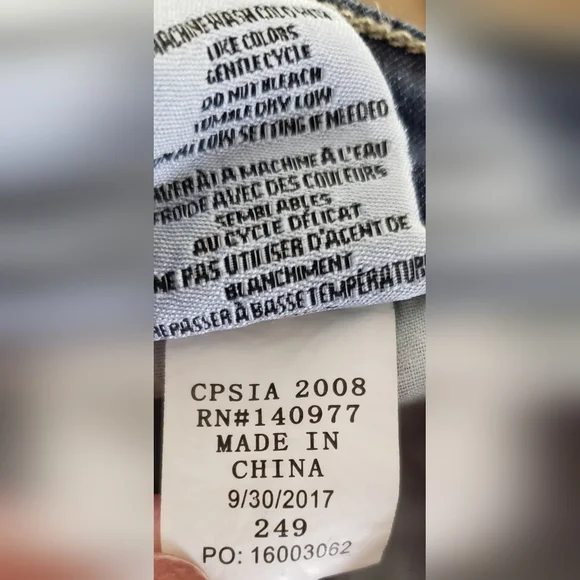 MACHINE WASH COLD WITH
LIKE COLORS
GENTLE CYCLE
DO NOT BLEACH
TUMBLE DRY LOW
LOW SETTING IF NEEDED
LAVER À LA MACHINE À L'EAU
FROIDE AVEC DES COULEURS
SEMBLABLES
AU CYCLE DÉLICAT
NE PAS UTILISER D'AGENT DE
BLANCHIMENT
REPASSER À BASSE TEMPÉRATURE
CPSIA 2008
RN#140977
MADE IN
CHINA
9/30/2017
249
PO: 16003062